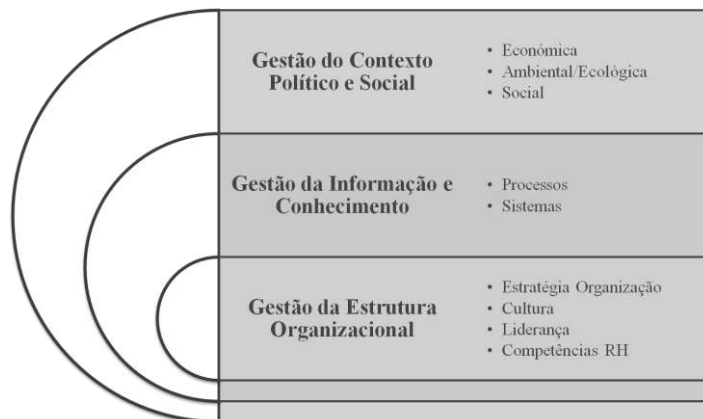 Gestão do Contexto
Político e Social
• Económica
• Ambiental/Ecológica
• Social
Gestão da Informação e
Conhecimento
• Processos
• Sistemas
Gestão da Estrutura
Organizacional
• Estratégia Organização
• Cultura
• Liderança
• Competências RH